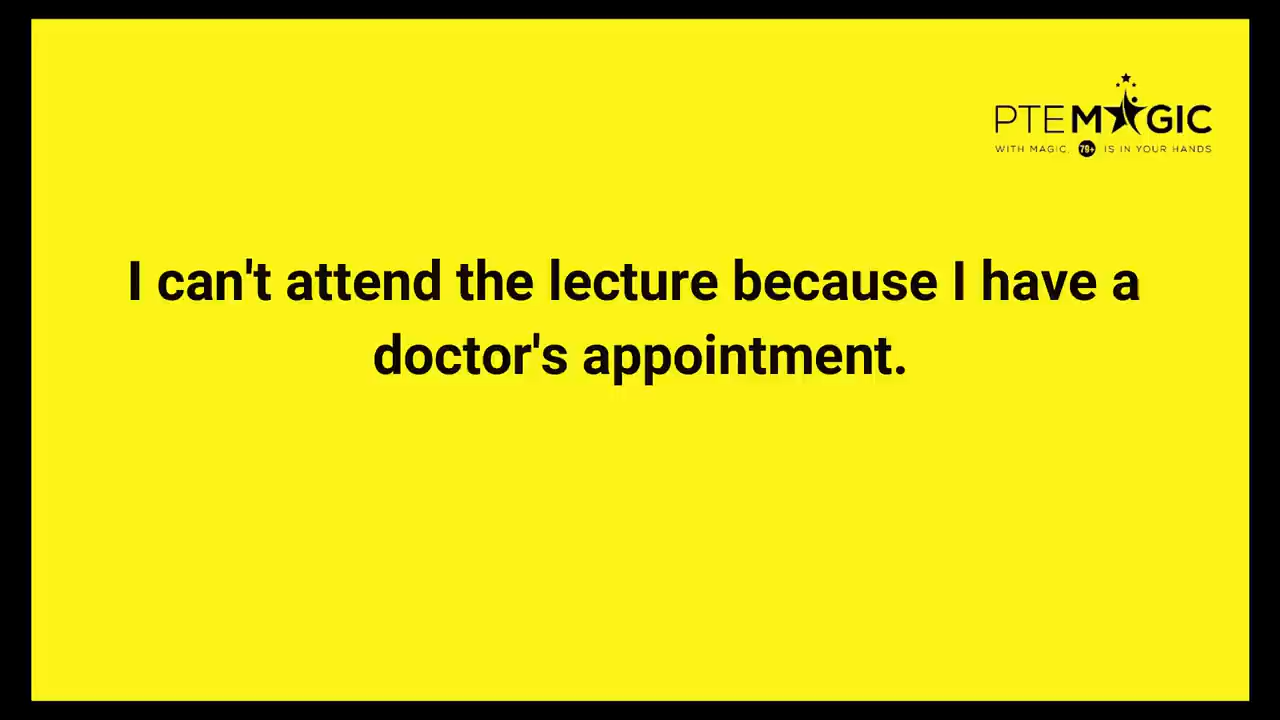 PTEMAGIC
WITH MAGIC, 79+ IS IN YOUR HANDS
I can't attend the lecture because I have a
doctor's appointment.